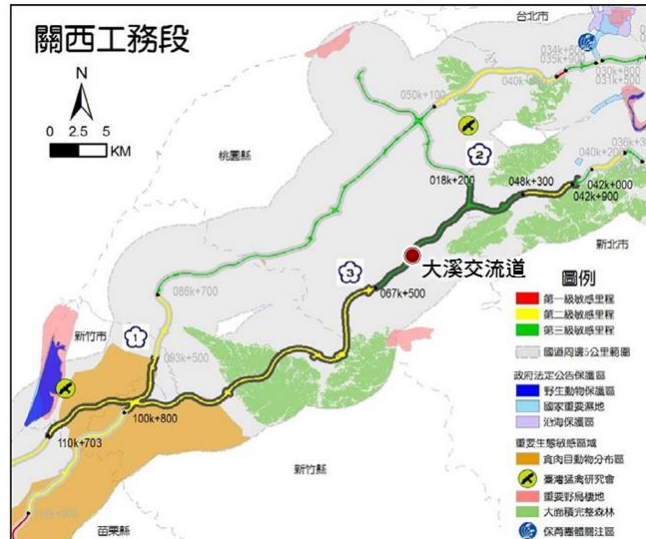 關西工務段
台北市
N
0 2.5 5
KM
桃園縣
050k+100
040k
034k+800
035k+900
030k+800
031k+500
2
018k+200
048k+300
040k+200
036k+3
042k+000
042k+900
新北市
大溪交流道
3
067k+500
086k+700
新竹市
1
093k+500
100k+800
110k+703
新竹縣
苗栗縣
圖例
第一級敏感里程
第二級敏感里程
第三級敏感里程
國道周邊5公里範圍
政府法定公告保護區
野生動物保護區
國家重要濕地
沿海保護區
重要生態敏感區域
食肉目動物分布區
臺灣猛禽研究會
重要野鳥棲地
大面積完整森林
保育團體關注區